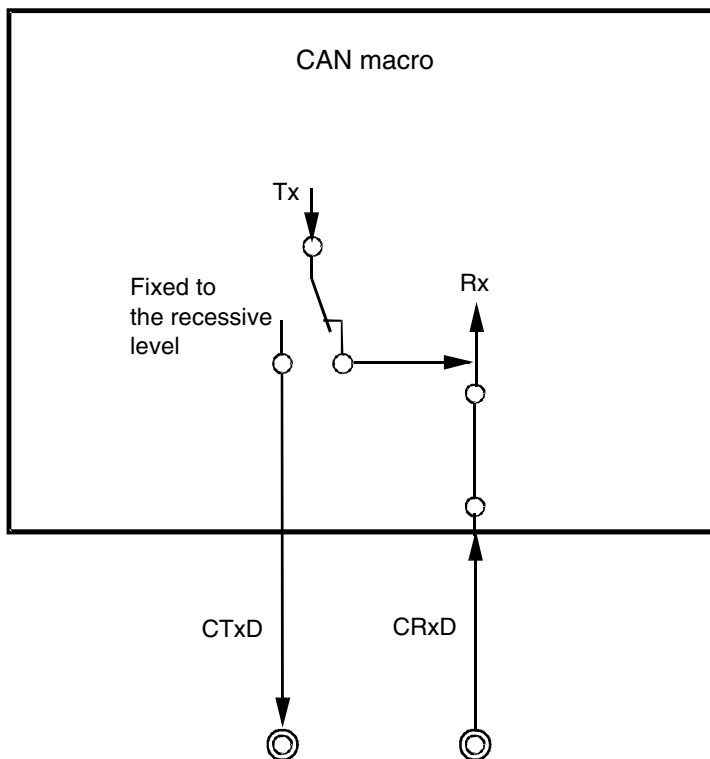 CAN macro
Tx
Rx
Fixed to
the recessive
level
CTxD
CRxD